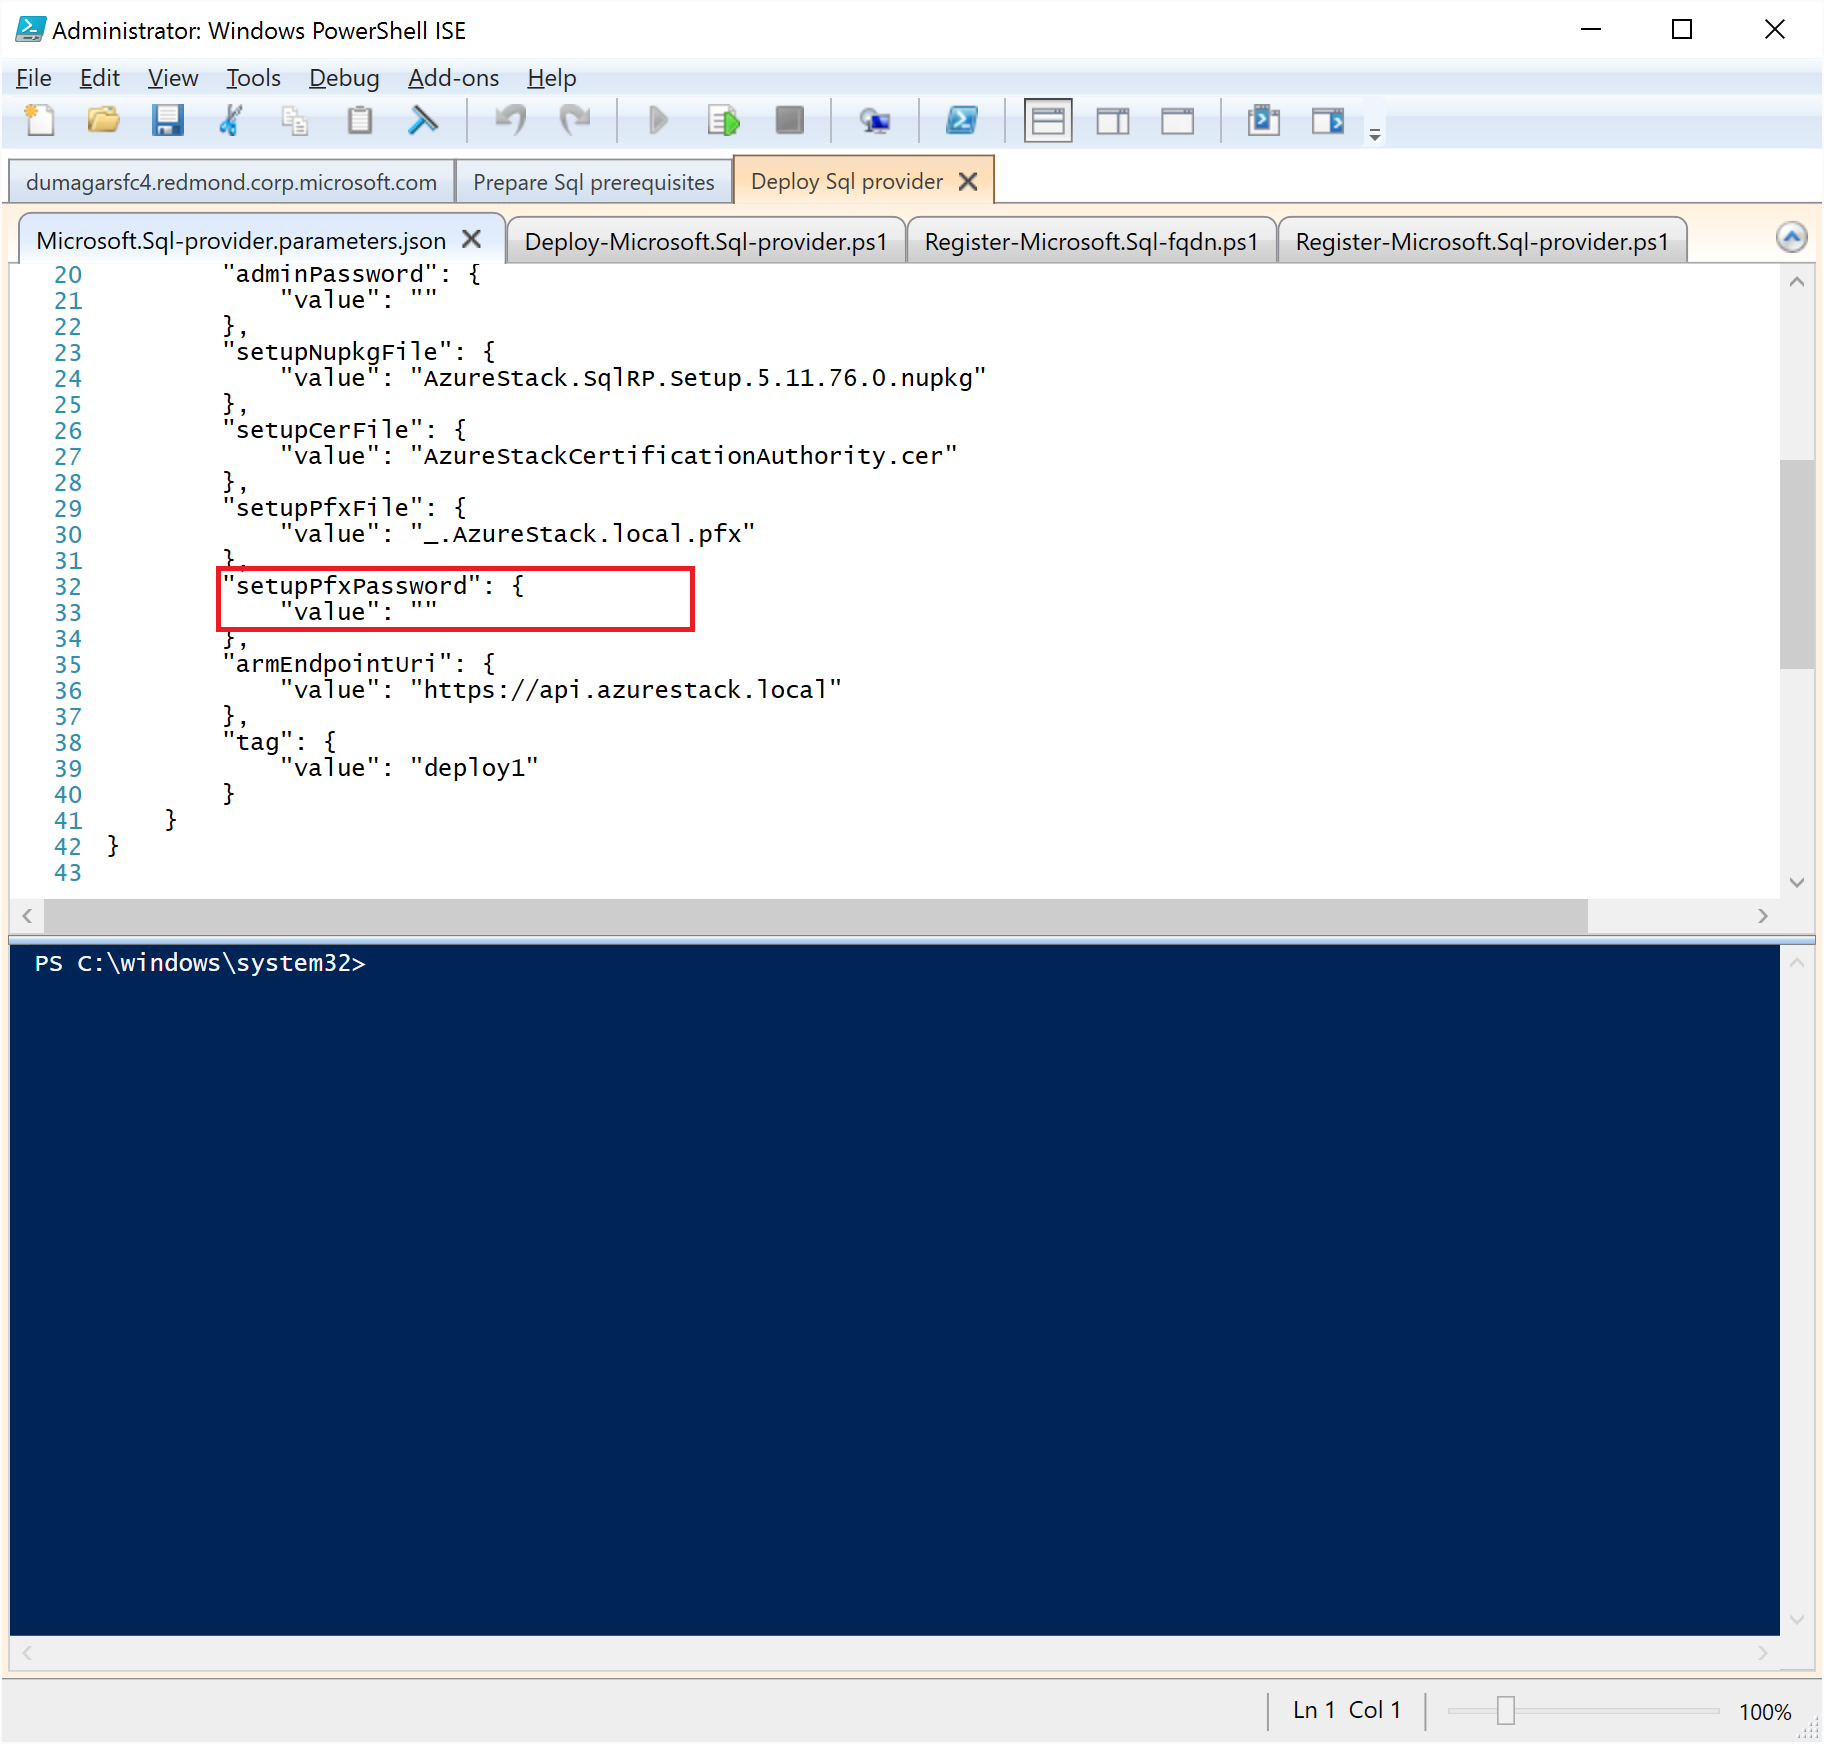 Administrator: Windows PowerShell ISE
File Edit View Tools Debug Add-ons Help
dumagarsfc4.redmond.corp.microsoft.com Prepare Sql prerequisites Deploy Sql provider
Microsoft.Sql-provider.parameters.json Deploy-Microsoft.Sql-provider.ps1 Register-Microsoft.Sql-fqdn.ps1 Register-Microsoft.Sql-provider.ps1
20 "adminPassword": {
21 "value": ""
22 },
23 "setupNupkgFile": {
24 "value": "AzureStack.SqlRP.Setup.5.11.76.0.nupkg"
25 },
26 "setupCerFile": {
27 "value": "AzureStackCertificationAuthority.cer"
28 },
29 "setupPfxFile": {
30 "value": "_.AzureStack.local.pfx"
31 },
32 "setupPfxPassword": {
33 "value": ""
34 },
35 "armEndpointUri": {
36 "value": "https://api.azurestack.local"
37 },
38 "tag": {
39 "value": "deploy1"
40 }
41 }
42 }
43
PS C:\windows\system32>
Ln 1 Col 1 100%